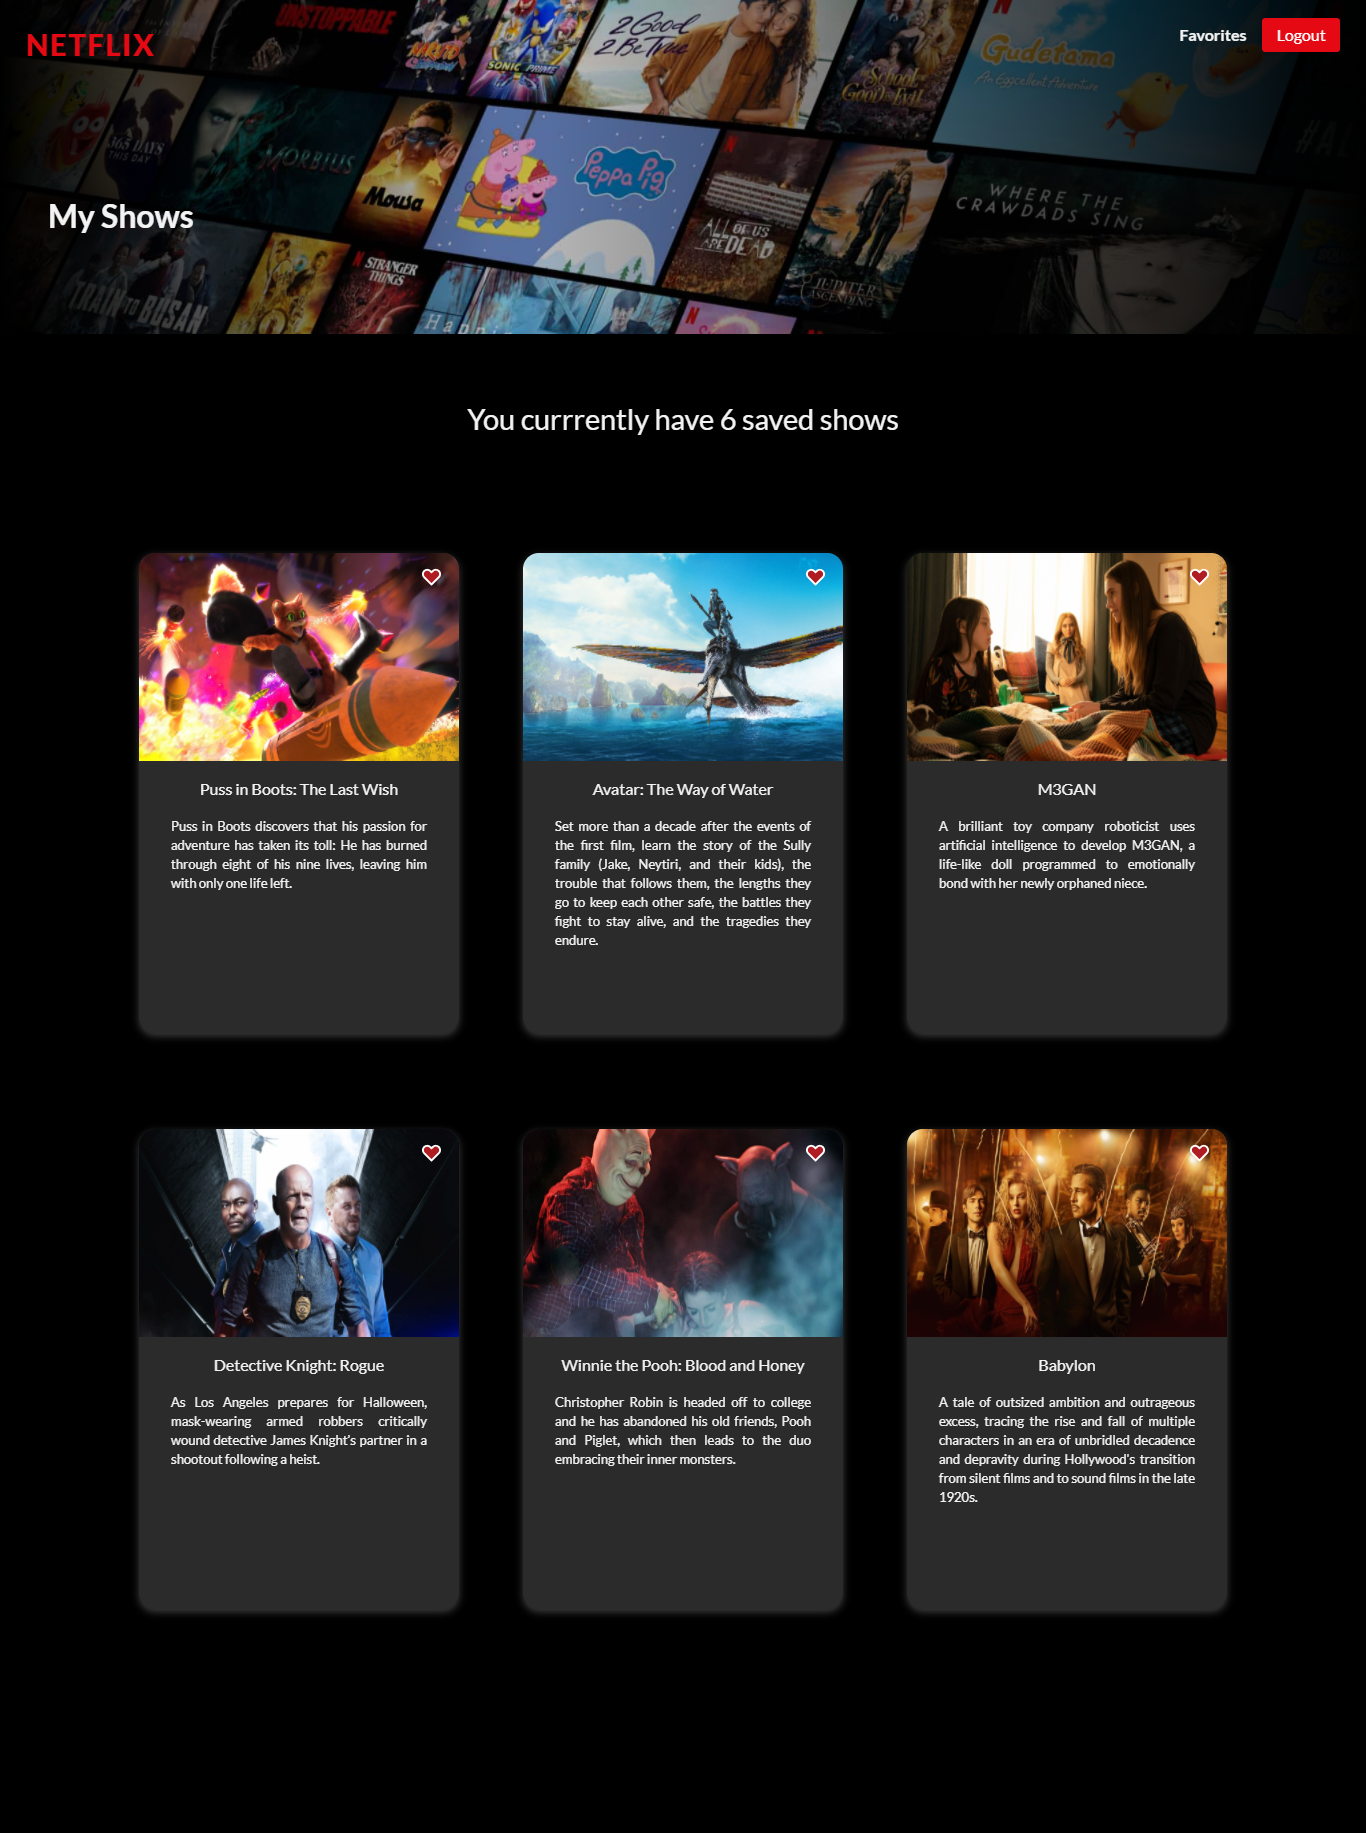 NETFLIX
Favorites
Logout
UNSTOPPABLE
NARUTO
SONIC PRIME
2 Good
2 Be True
The School
for Good & Evil
Gudetama
An Eggcellent Adventure
365 DAYS
THIS DAY
MORBIUS
Mousa
Peppa Pig
ALL OF US
ARE DEAD
JUPITER
ASCENDING
WHERE THE
CRAWDADS SING
My Shows
TRAIN TO BUSAN
STRANGER
THINGS
You currrently have 6 saved shows
Puss in Boots: The Last Wish
Puss in Boots discovers that his passion for
adventure has taken its toll: He has burned
through eight of his nine lives, leaving him
with only one life left.
Avatar: The Way of Water
Set more than a decade after the events of
the first film, learn the story of the Sully
family (Jake, Neytiri, and their kids), the
trouble that follows them, the lengths they
go to keep each other safe, the battles they
fight to stay alive, and the tragedies they
endure.
M3GAN
A brilliant toy company roboticist uses
artificial intelligence to develop M3GAN, a
life-like doll programmed to emotionally
bond with her newly orphaned niece.
Detective Knight: Rogue
As Los Angeles prepares for Halloween,
mask-wearing armed robbers critically
wound detective James Knight's partner in a
shootout following a heist.
Winnie the Pooh: Blood and Honey
Christopher Robin is headed off to college
and he has abandoned his old friends, Pooh
and Piglet, which then leads to the duo
embracing their inner monsters.
Babylon
A tale of outsized ambition and outrageous
excess, tracing the rise and fall of multiple
characters in an era of unbridled decadence
and depravity during Hollywood's transition
from silent films and to sound films in the late
1920s.